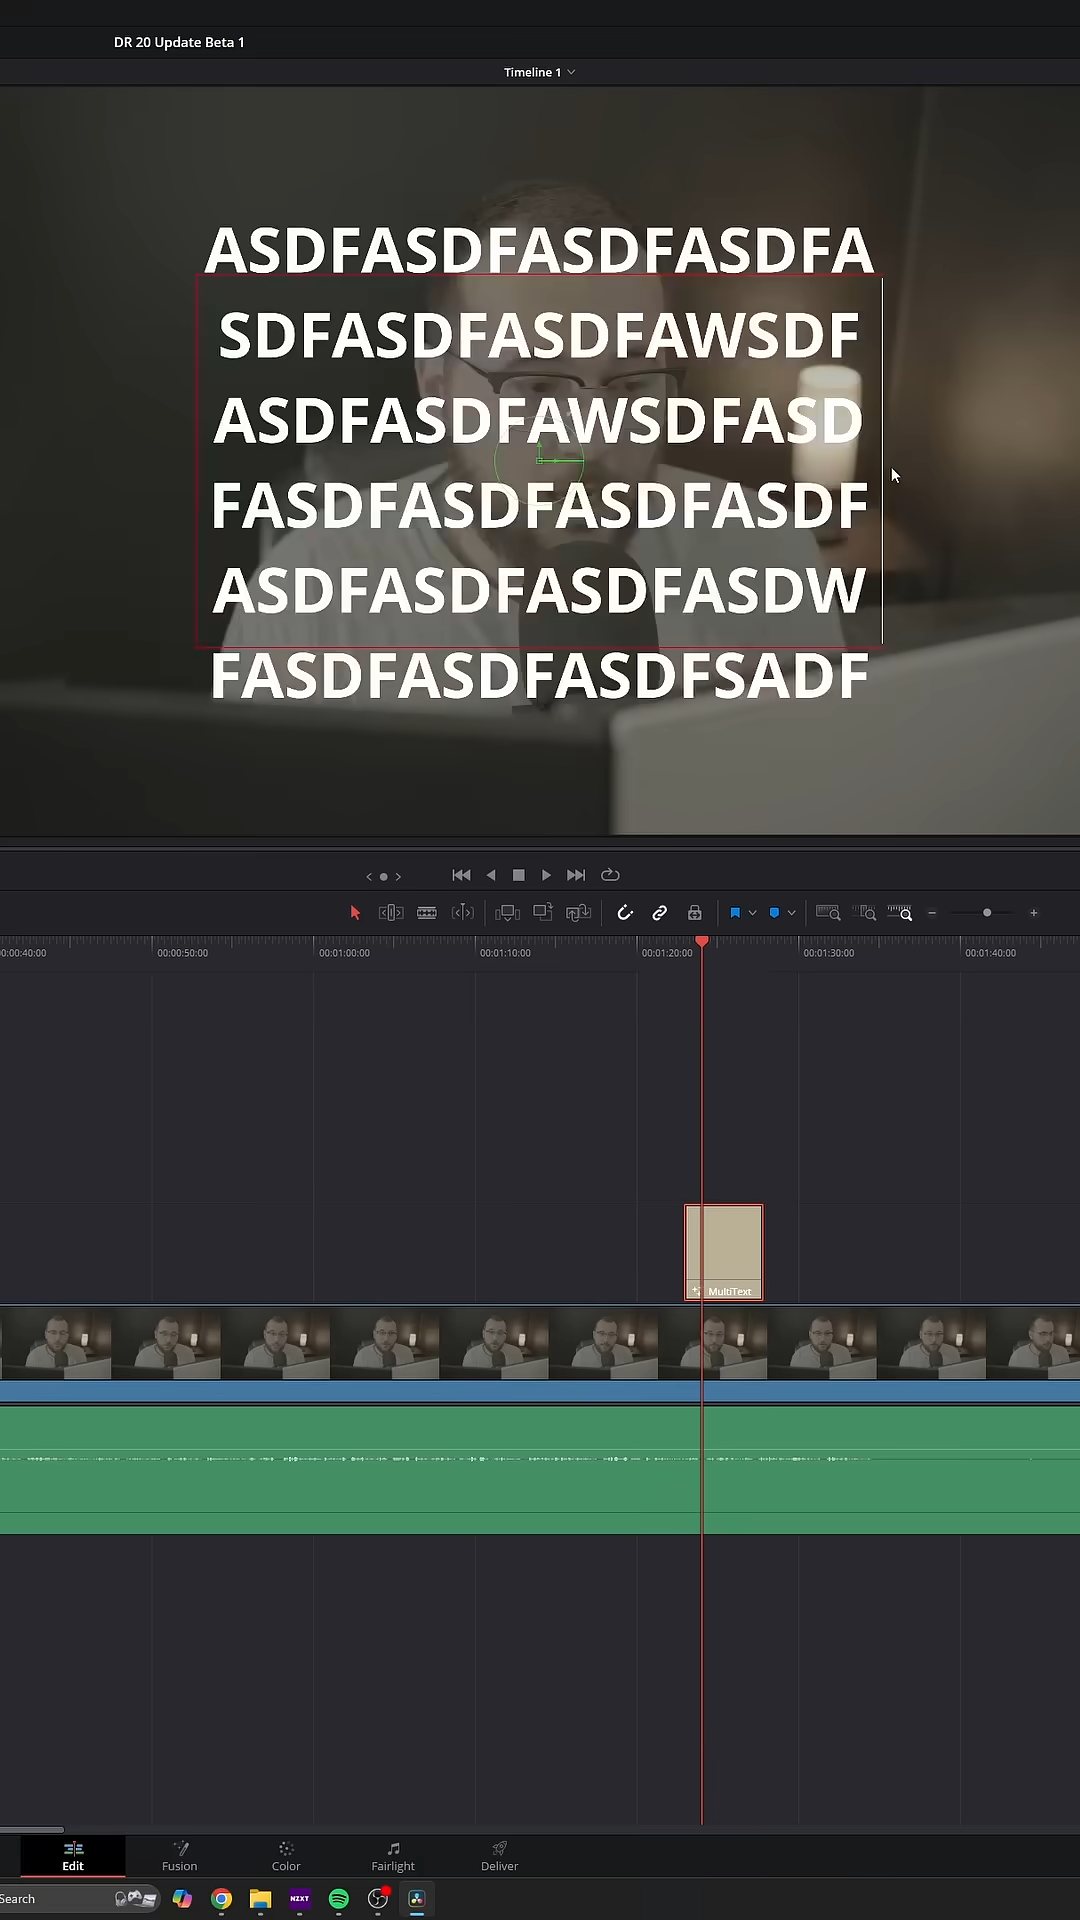 DR 20 Update Beta 1
Timeline 1
ASDFASDFASDFASDFA
SDFASDFASDFAWSDF
ASDFASDFAWSDFASD
FASDFASDFASDFASDF
ASDFASDFASDFASDW
FASDFASDFASDFSADF
00:00:40 00:00:50:00 00:01:00:00 00:01:10:00 00:01:20:00 00:01:30:00 00:01:40:00
MultiText
Edit Fusion Color Fairlight Deliver
Search
NZXT